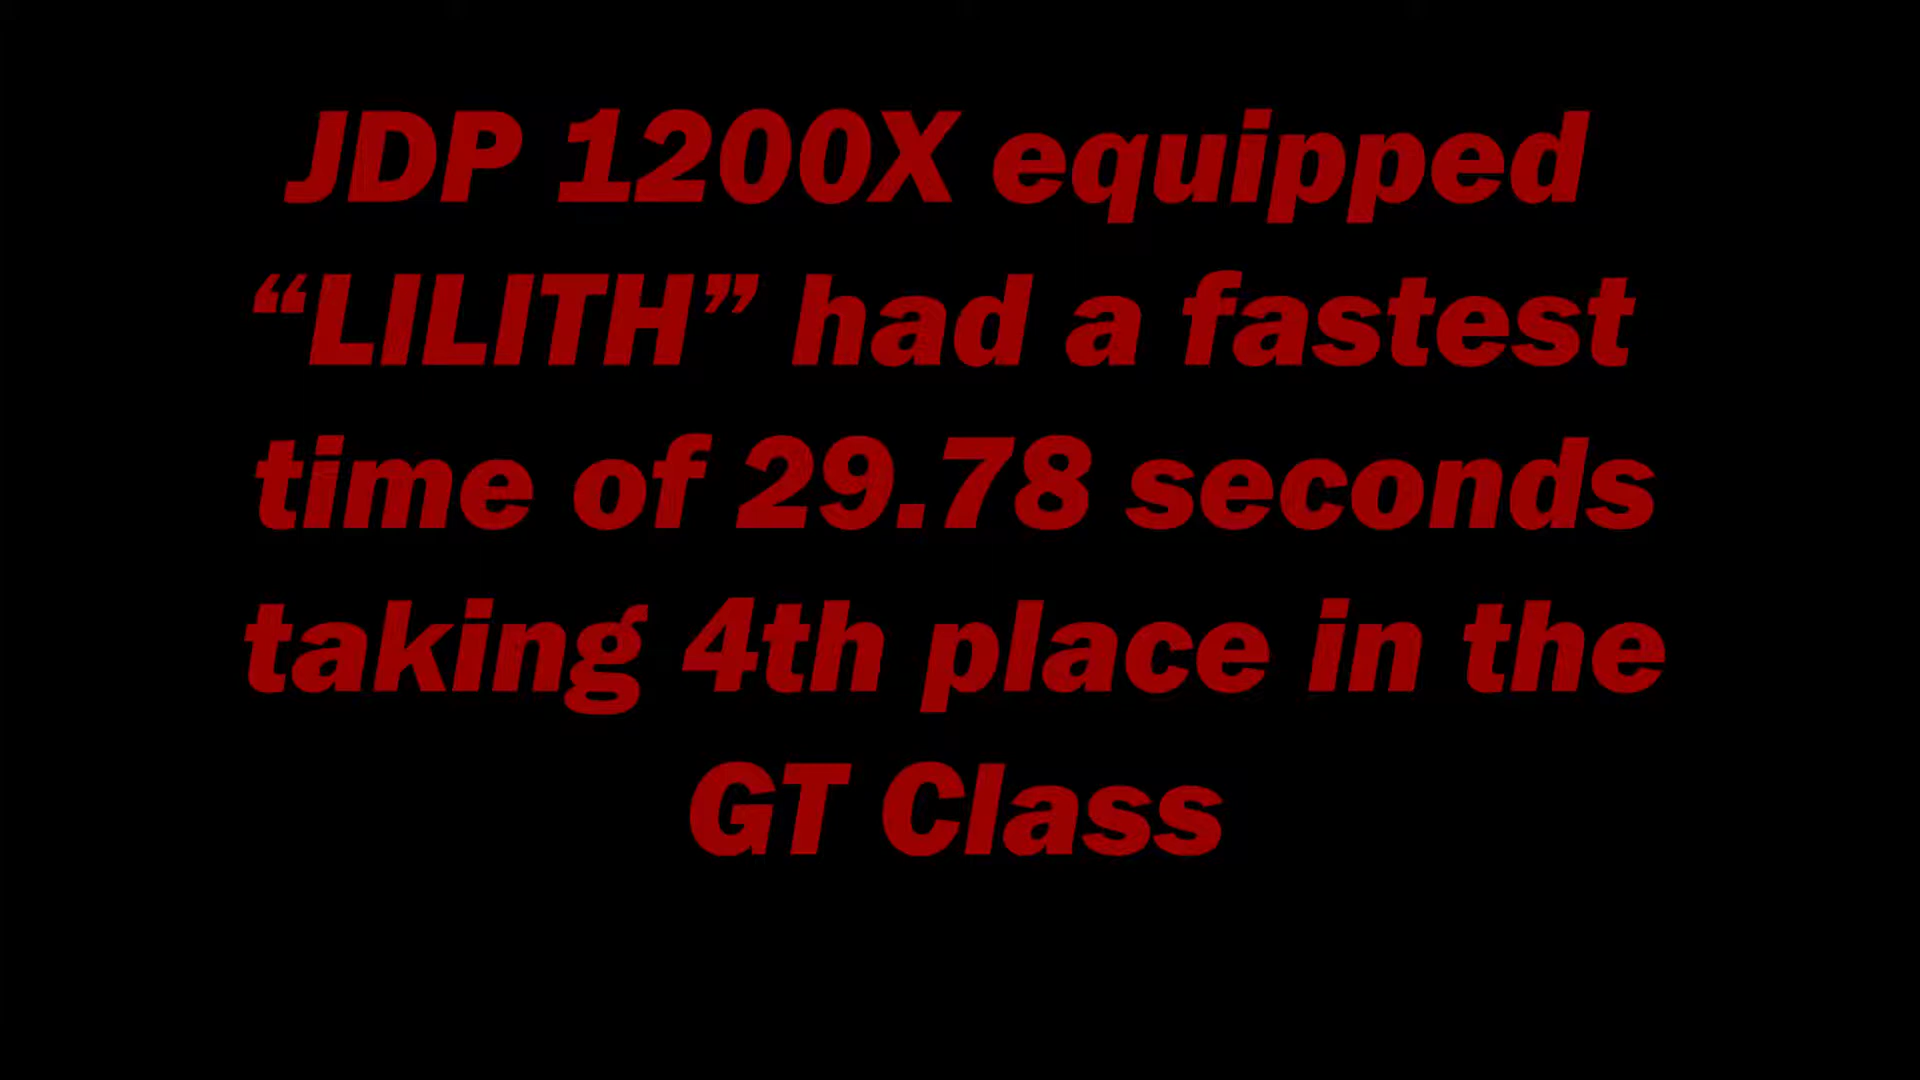 JDP 1200X equipped
“LILITH” had a fastest
time of 29.78 seconds
taking 4th place in the
GT Class